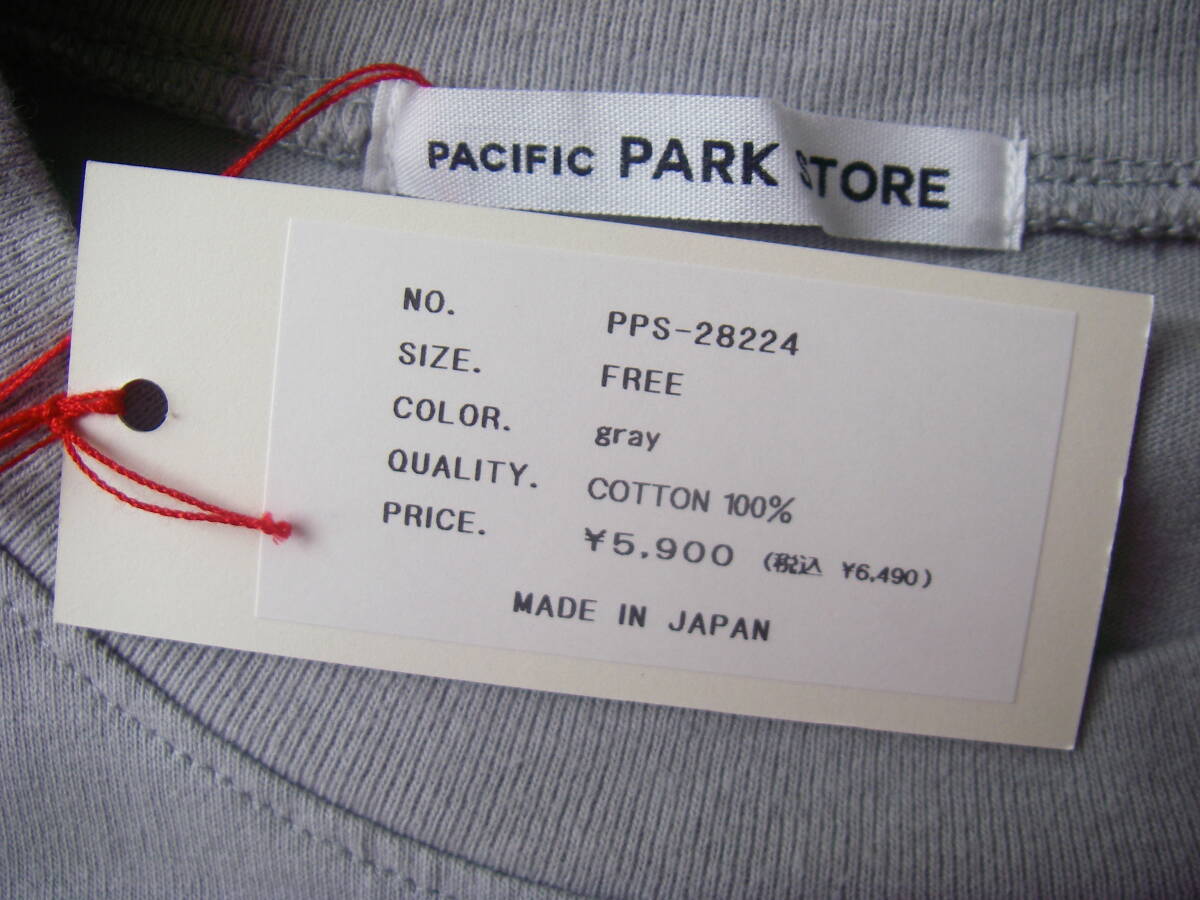 PACIFIC PARK STORE
NO. PPS-28224
SIZE. FREE
COLOR. gray
QUALITY. COTTON 100%
PRICE. ¥5,900 (税込 ¥6,490)
MADE IN JAPAN